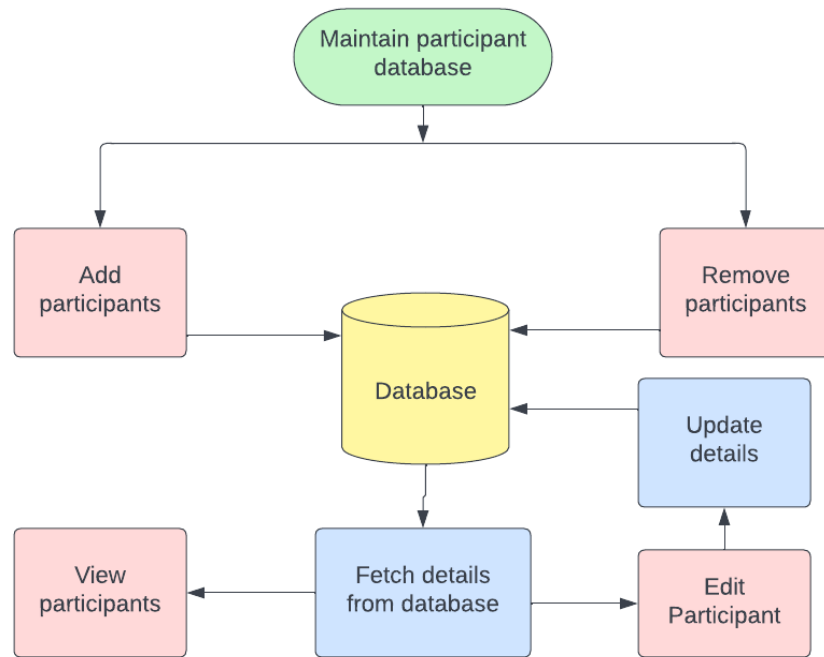 Maintain participant
database
Add
participants
Remove
participants
Database
Update
details
View
participants
Fetch details
from database
Edit
Participant